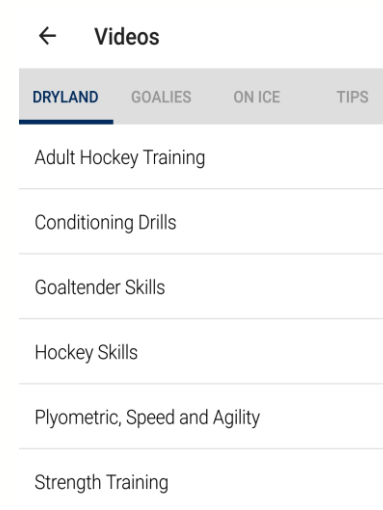 Videos
DRYLAND GOALIES ON ICE TIPS
Adult Hockey Training
Conditioning Drills
Goaltender Skills
Hockey Skills
Plyometric, Speed and Agility
Strength Training